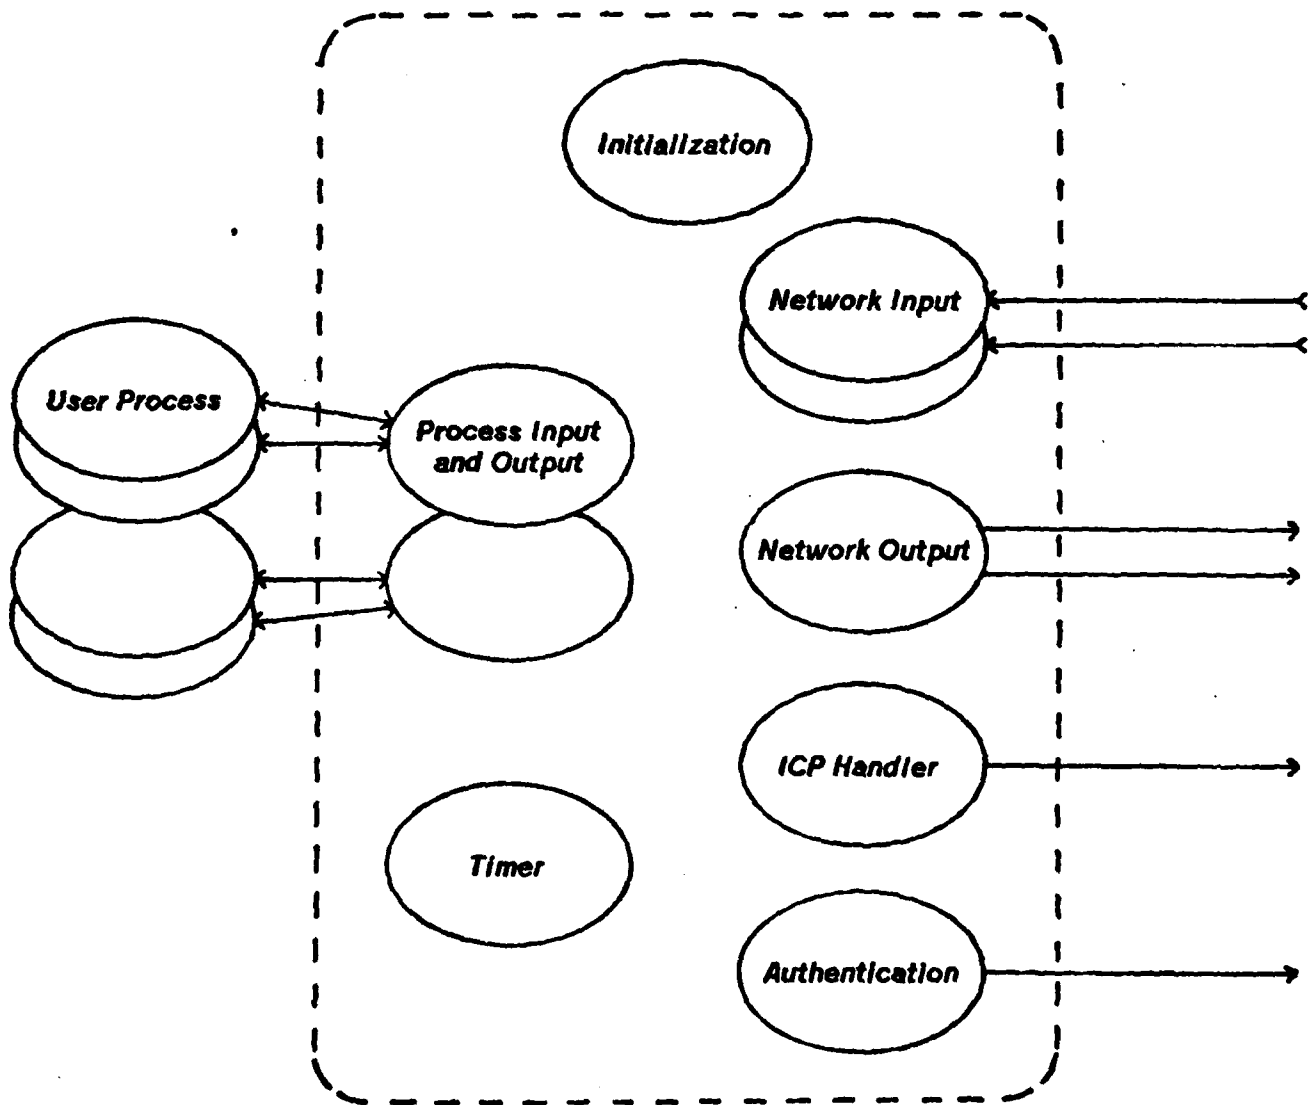 Initialization
Network Input
User Process
Process Input
and Output
Network Output
ICP Handler
Timer
Authentication